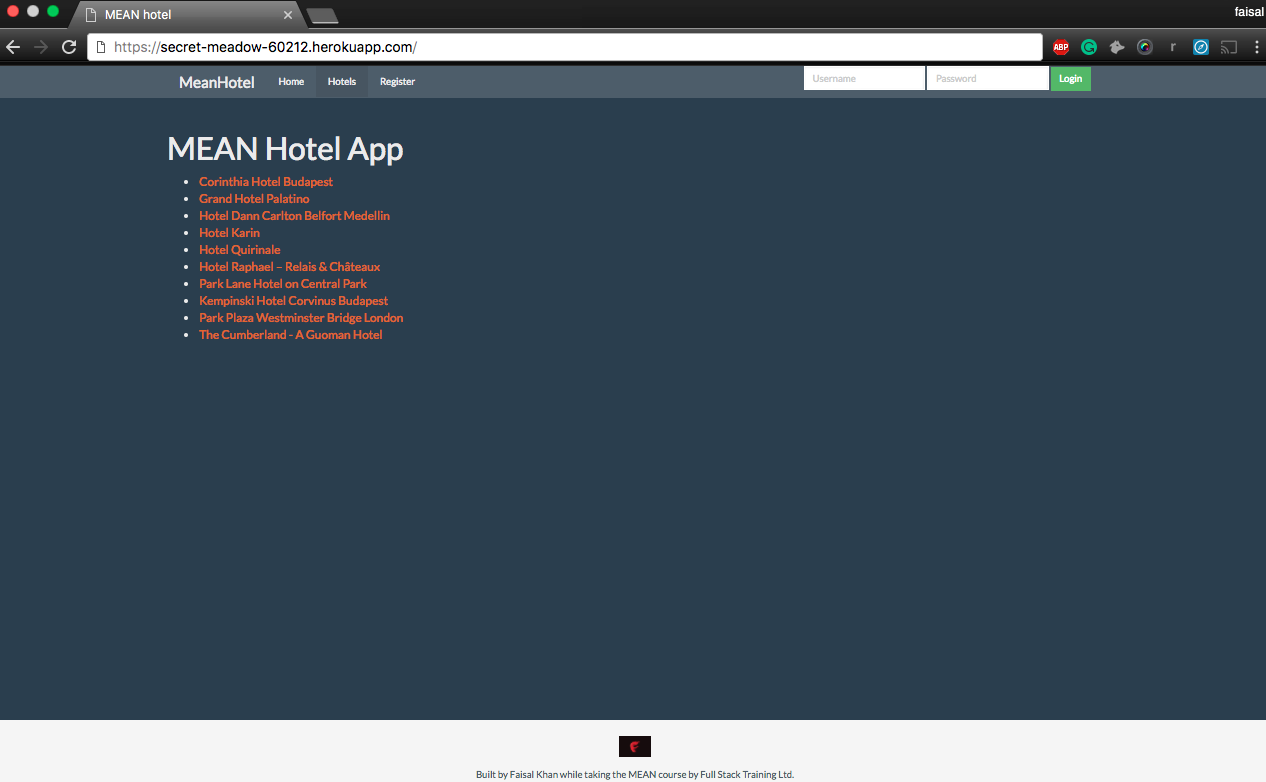 MEAN hotel
faisal
https://secret-meadow-60212.herokuapp.com/
ABP
r
MeanHotel Home Hotels Register Username Password Login
MEAN Hotel App
Corinthia Hotel Budapest
Grand Hotel Palatino
Hotel Dann Carlton Belfort Medellin
Hotel Karin
Hotel Quirinale
Hotel Raphael – Relais & Châteaux
Park Lane Hotel on Central Park
Kempinski Hotel Corvinus Budapest
Park Plaza Westminster Bridge London
The Cumberland - A Guoman Hotel
F
Built by Faisal Khan while taking the MEAN course by Full Stack Training Ltd.